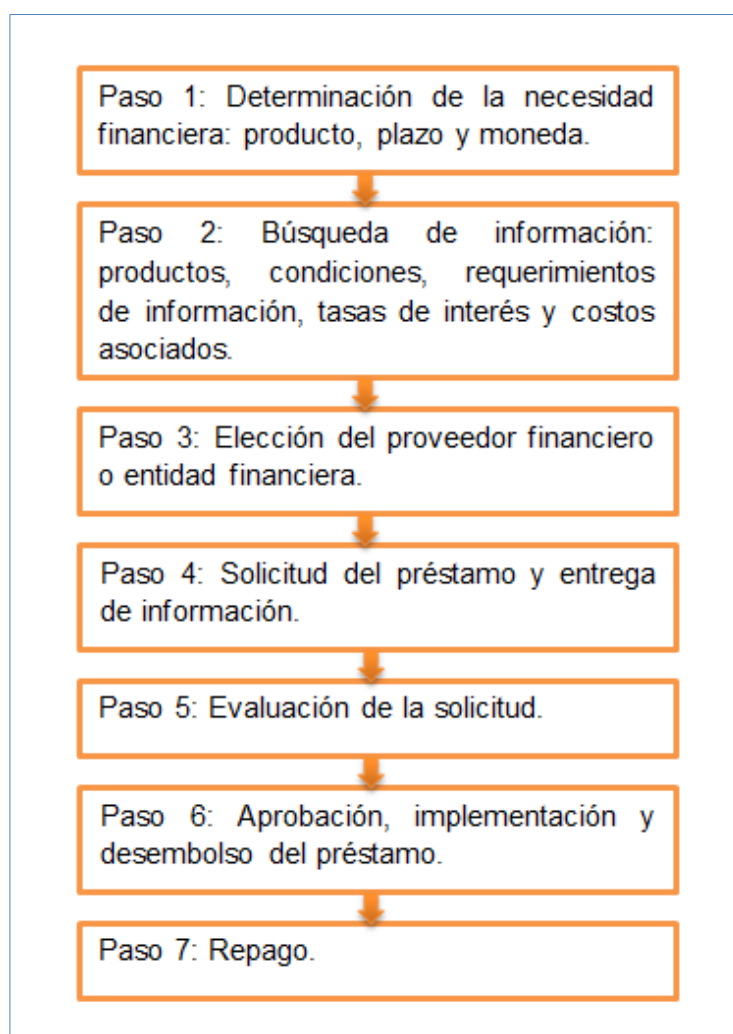 Paso 1: Determinación de la necesidad
financiera: producto, plazo y moneda.
Paso 2: Búsqueda de información:
productos, condiciones, requerimientos
de información, tasas de interés y costos
asociados.
Paso 3: Elección del proveedor financiero
o entidad financiera.
Paso 4: Solicitud del préstamo y entrega
de información.
Paso 5: Evaluación de la solicitud.
Paso 6: Aprobación, implementación y
desembolso del préstamo.
Paso 7: Repago.